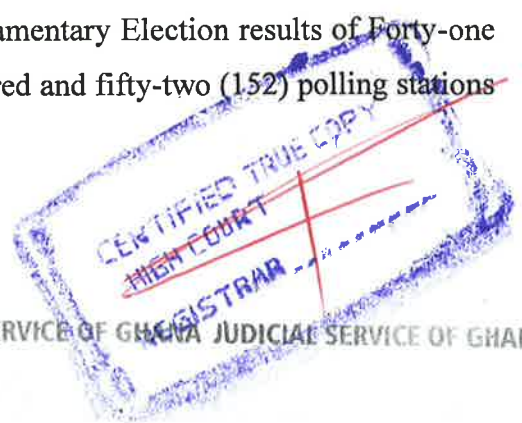 amentary Election results of Forty-one
red and fifty-two (152) polling stations
CERTIFIED TRUE COPY
HIGH COURT
REGISTRAR
RVICE OF GHANA JUDICIAL SERVICE OF GHAN